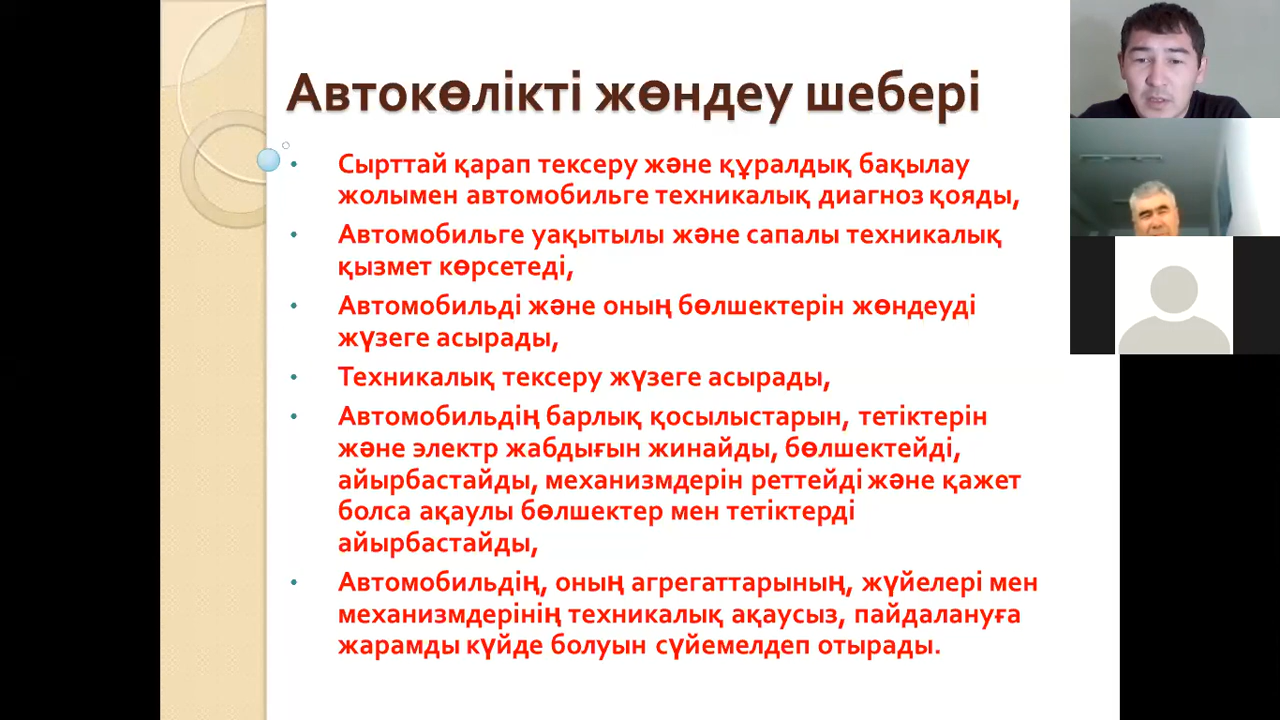 Автокөлікті жөндеу шебері
• Сырттай қарап тексеру және құралдық бақылау
жолымен автомобильге техникалық диагноз қояды,
• Автомобильге уақытылы және сапалы техникалық
қызмет көрсетеді,
• Автомобильді және оның бөлшектерін жөндеуді
жүзеге асырады,
• Техникалық тексеру жүзеге асырады,
• Автомобильдің барлық қосылыстарын, тетіктерін
және электр жабдығын жинайды, бөлшектейді,
айырбастайды, механизмдерін реттейді және қажет
болса ақаулы бөлшектер мен тетіктерді
айырбастайды,
• Автомобильдің, оның агрегаттарының, жүйелері мен
механизмдерінің техникалық ақаусыз, пайдалануға
жарамды күйде болуын сүйемелдеп отырады.